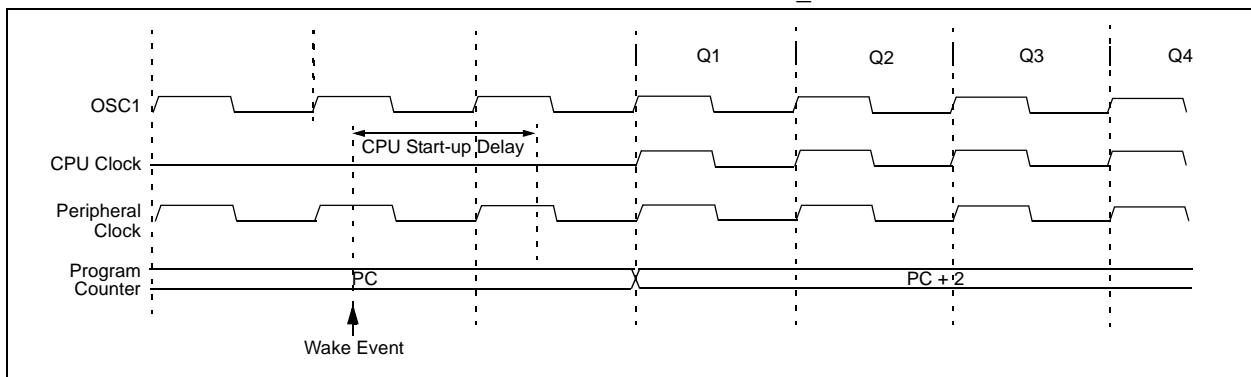 Q1 Q2 Q3 Q4
OSC1
CPU Start-up Delay
CPU Clock
Peripheral
Clock
Program
Counter
PC PC + 2
Wake Event